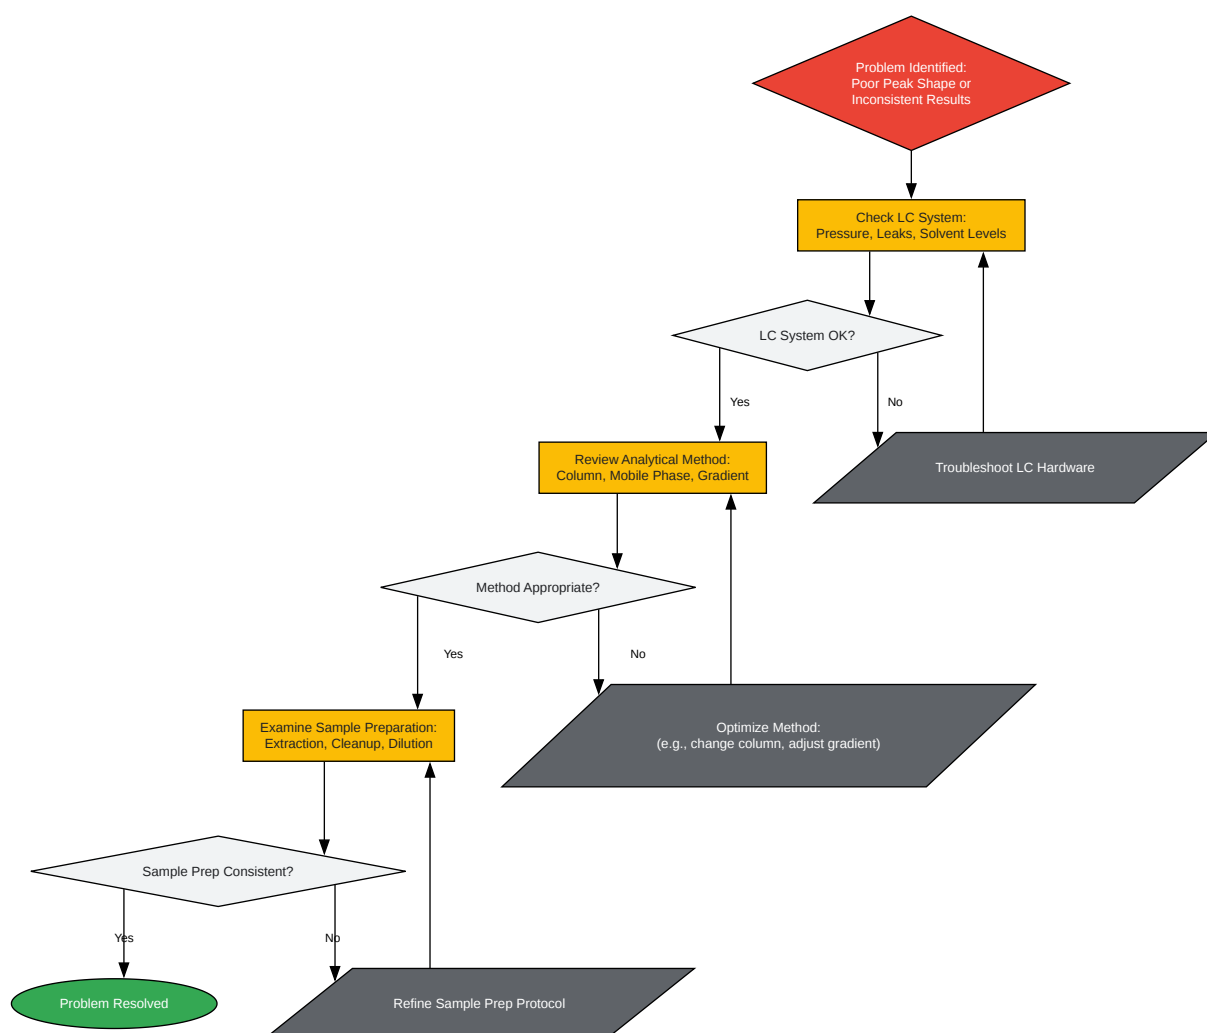 Problem Identified:
Poor Peak Shape or
Inconsistent Results
Check LC System:
Pressure, Leaks, Solvent Levels
LC System OK?
Yes
No
Review Analytical Method:
Column, Mobile Phase, Gradient
Troubleshoot LC Hardware
Method Appropriate?
Yes
No
Examine Sample Preparation:
Extraction, Cleanup, Dilution
Optimize Method:
(e.g., change column, adjust gradient)
Sample Prep Consistent?
Yes
No
Problem Resolved
Refine Sample Prep Protocol